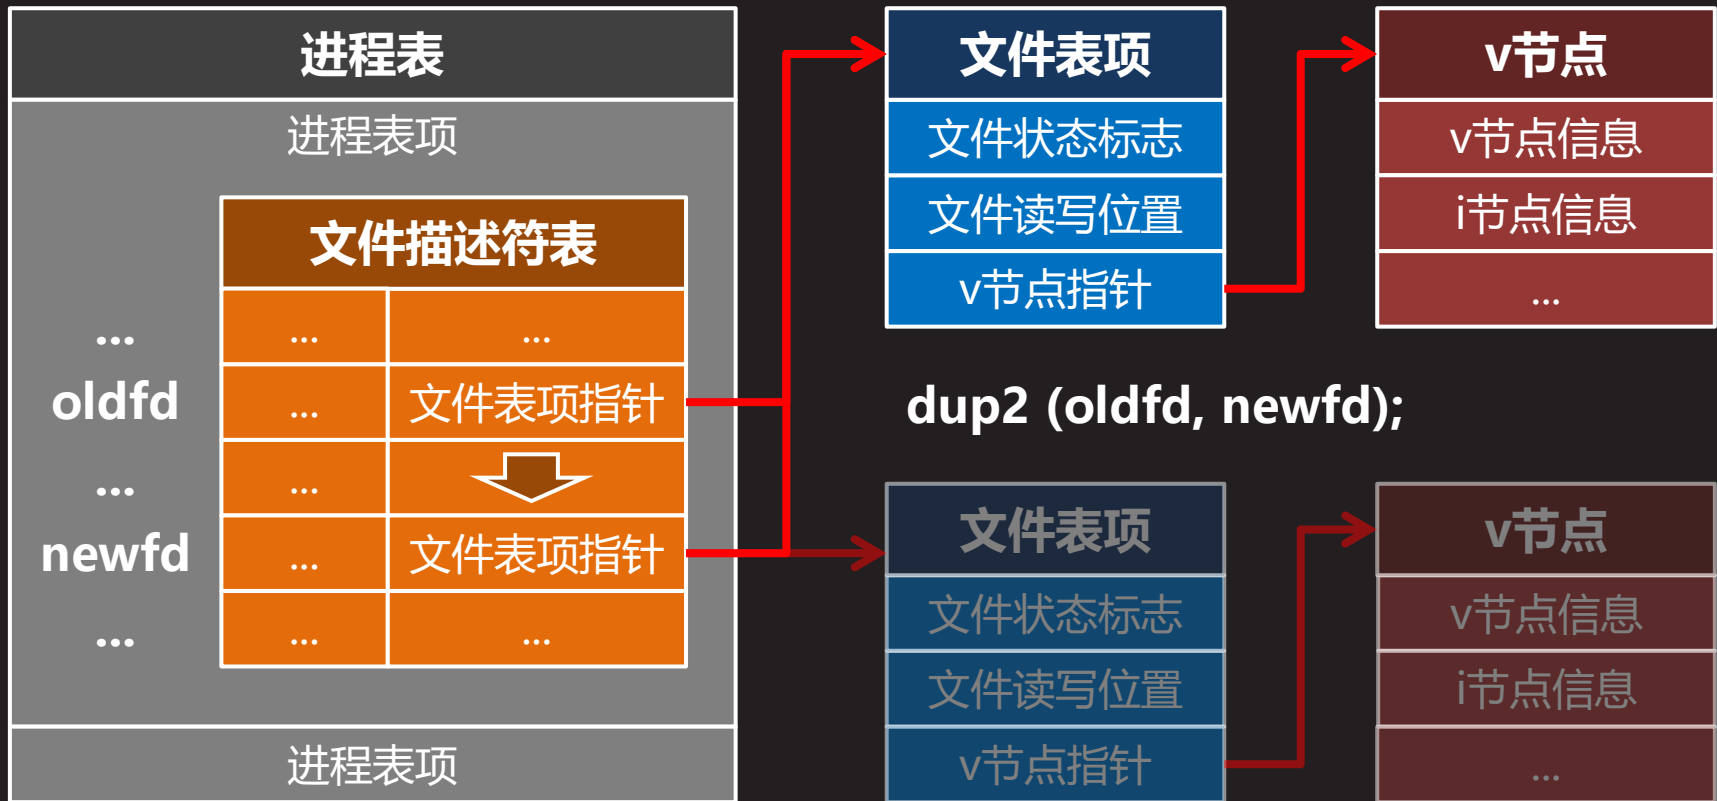 进程表
进程表项
文件描述符表
... ... ...
oldfd ... 文件表项指针
... ...
newfd ... 文件表项指针
... ... ...
进程表项
文件表项
文件状态标志
文件读写位置
v节点指针
v节点
v节点信息
i节点信息
...
dup2 (oldfd, newfd);
文件表项
文件状态标志
文件读写位置
v节点指针
v节点
v节点信息
i节点信息
...